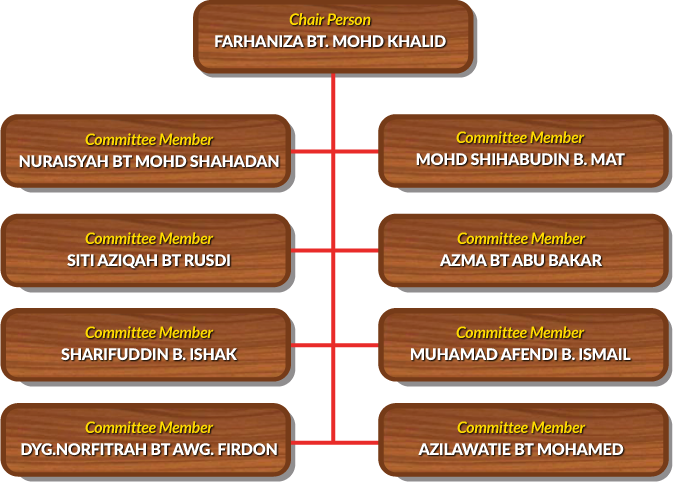 Chair Person
FARHANIZA BT. MOHD KHALID
Committee Member
NURAISYAH BT MOHD SHAHADAN
Committee Member
MOHD SHIHABUDIN B. MAT
Committee Member
SITI AZIQAH BT RUSDI
Committee Member
AZMA BT ABU BAKAR
Committee Member
SHARIFUDDIN B. ISHAK
Committee Member
MUHAMAD AFENDI B. ISMAIL
Committee Member
DYG.NORFITRAH BT AWG. FIRDON
Committee Member
AZILAWATIE BT MOHAMED